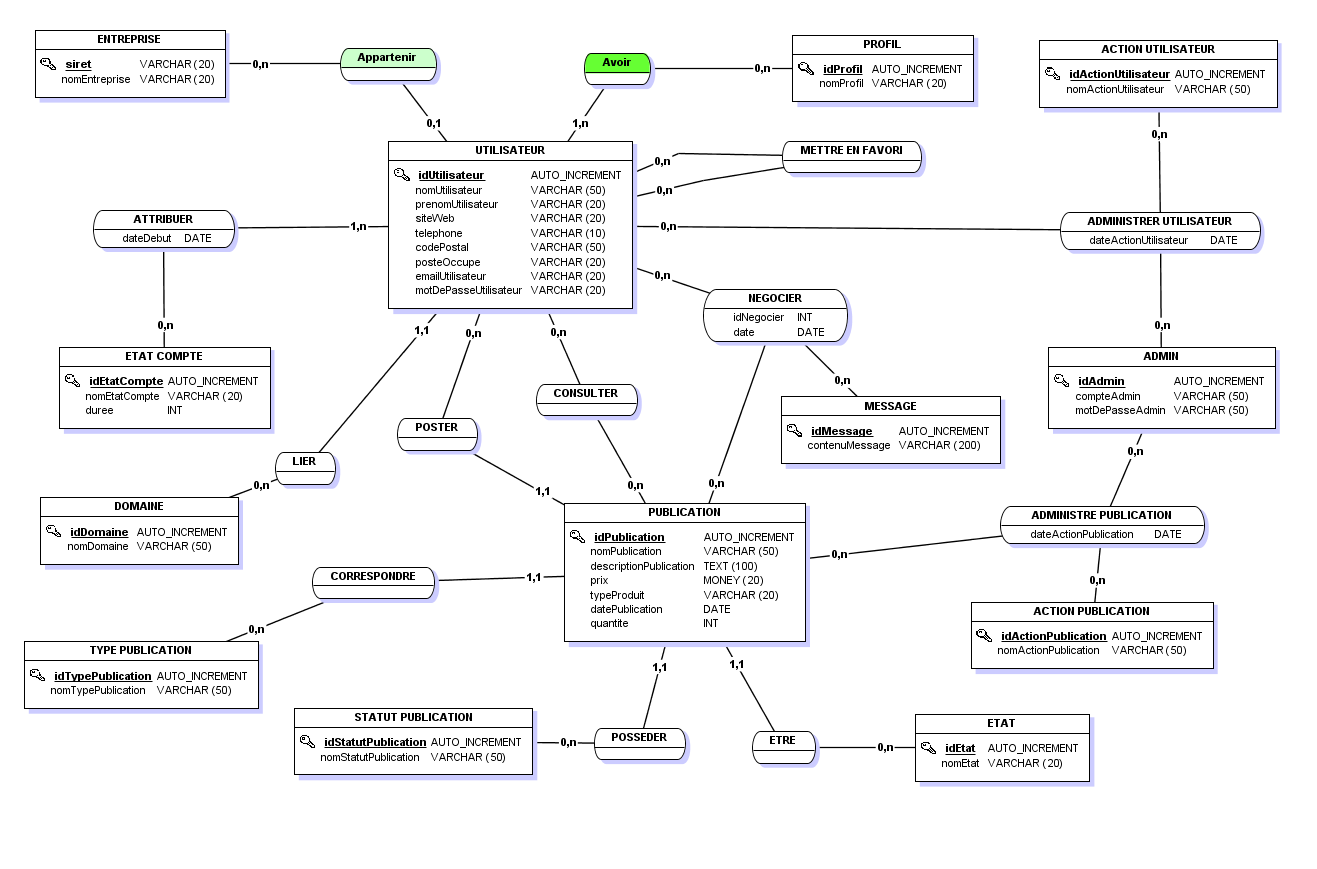 ENTREPRISE
siret VARCHAR (20)
nomEntreprise VARCHAR (20)
0,n
Appartenir
0,1
Avoir
0,n
1,n
PROFIL
idProfil AUTO_INCREMENT
nomProfil VARCHAR (20)
ACTION UTILISATEUR
idActionUtilisateur AUTO_INCREMENT
nomActionUtilisateur VARCHAR (50)
0,n
UTILISATEUR
idUtilisateur AUTO_INCREMENT
nomUtilisateur VARCHAR (50)
prenomUtilisateur VARCHAR (20)
siteWeb VARCHAR (20)
telephone VARCHAR (10)
codePostal VARCHAR (50)
posteOccupe VARCHAR (20)
emailUtilisateur VARCHAR (20)
motDePasseUtilisateur VARCHAR (20)
0,n
0,n
METTRE EN FAVORI
ATTRIBUER
dateDebut DATE
1,n
0,n
0,n
ADMINISTRER UTILISATEUR
dateActionUtilisateur DATE
0,n
0,n
NEGOCIER
idNegocier INT
date DATE
1,1
0,n
0,n
ETAT COMPTE
idEtatCompte AUTO_INCREMENT
nomEtatCompte VARCHAR (20)
duree INT
ADMIN
idAdmin AUTO_INCREMENT
compteAdmin VARCHAR (50)
motDePasseAdmin VARCHAR (50)
0,n
CONSULTER
0,n
MESSAGE
idMessage AUTO_INCREMENT
contenuMessage VARCHAR (200)
POSTER
LIER
0,n
1,1
0,n
0,n
DOMAINE
idDomaine AUTO_INCREMENT
nomDomaine VARCHAR (50)
PUBLICATION
idPublication AUTO_INCREMENT
nomPublication VARCHAR (50)
descriptionPublication TEXT (100)
prix MONEY (20)
typeProduit VARCHAR (20)
datePublication DATE
quantite INT
ADMINISTRE PUBLICATION
dateActionPublication DATE
0,n
0,n
CORRESPONDRE
1,1
0,n
ACTION PUBLICATION
idActionPublication AUTO_INCREMENT
nomActionPublication VARCHAR (50)
TYPE PUBLICATION
idTypePublication AUTO_INCREMENT
nomTypePublication VARCHAR (50)
1,1
1,1
STATUT PUBLICATION
idStatutPublication AUTO_INCREMENT
nomStatutPublication VARCHAR (50)
0,n
POSSEDER
ETRE
0,n
ETAT
idEtat AUTO_INCREMENT
nomEtat VARCHAR (20)